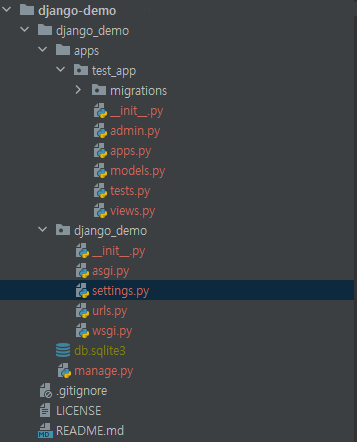 django-demo
django_demo
apps
test_app
migrations
__init__.py
admin.py
apps.py
models.py
tests.py
views.py
django_demo
__init__.py
asgi.py
settings.py
urls.py
wsgi.py
db.sqlite3
manage.py
.gitignore
LICENSE
MD README.md